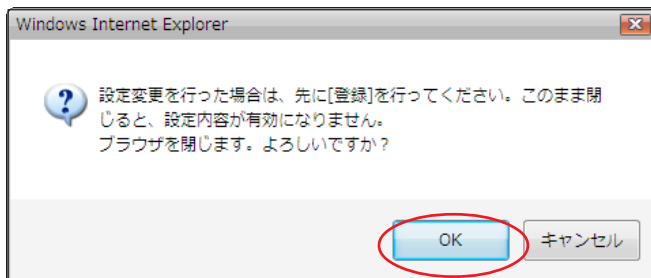 Windows Internet Explorer
設定変更を行った場合は、先に[登録]を行ってください。このまま閉
じると、設定内容が有効になりません。
ブラウザを閉じます。よろしいですか？
OK
キャンセル